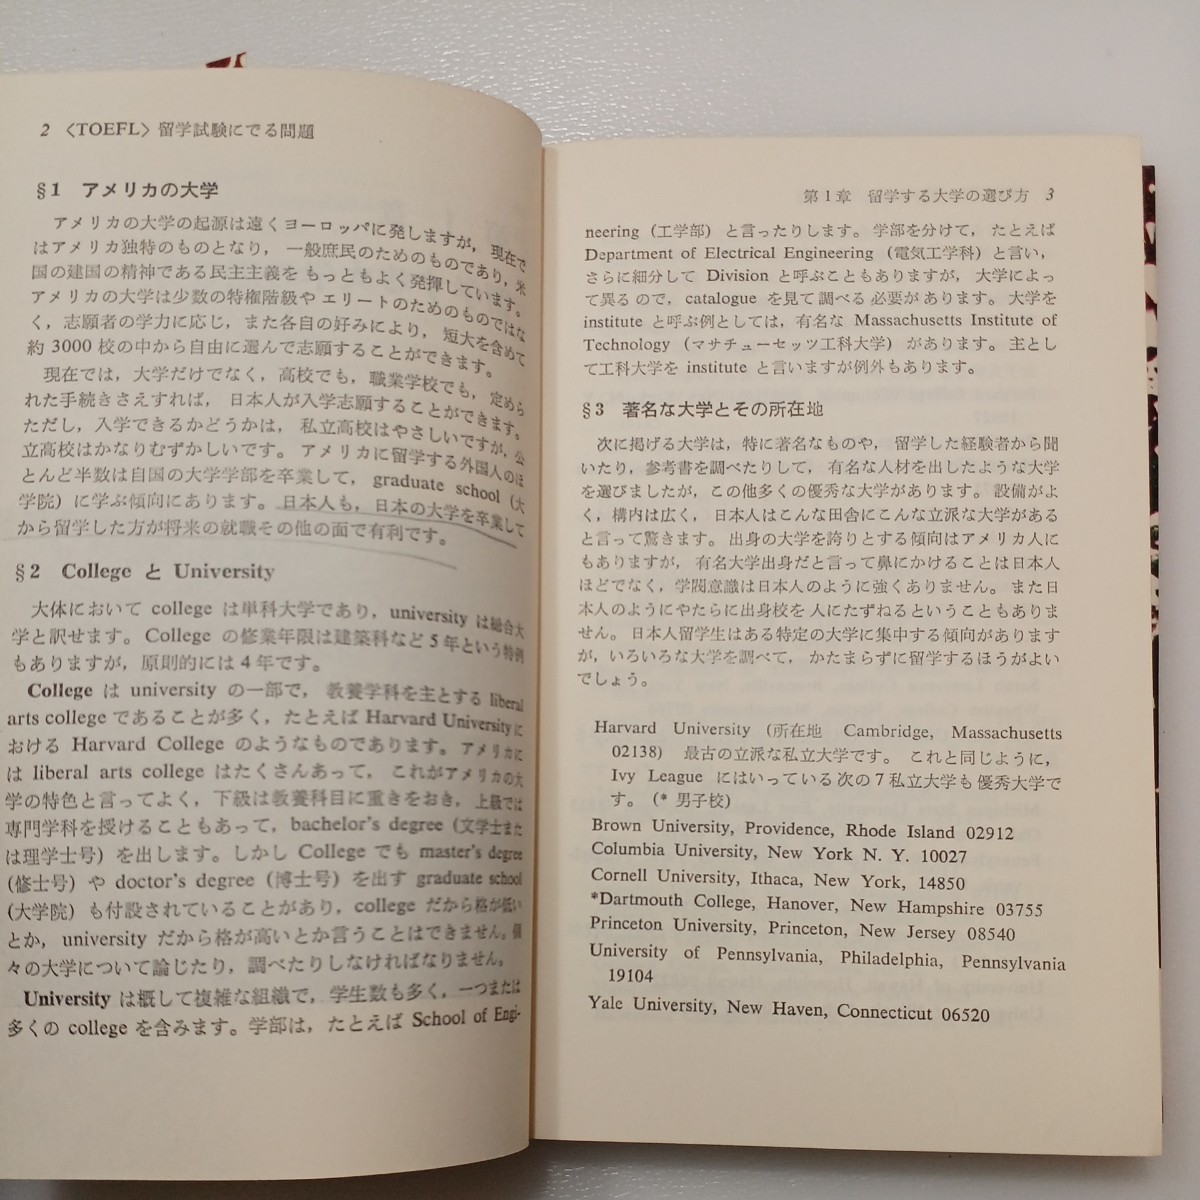 2 〈TOEFL〉 留学試験にでる問題
§1 アメリカの大学
アメリカの大学の起源は遠くヨーロッパに発しますが, 現在で
はアメリカ独特のものとなり, 一般庶民のためのものであり, 米
国の建国の精神である民主主義を もっともよく発揮しています。
アメリカの大学は少数の特権階級や エリートのためのものではな
く, 志願者の学力に応じ, また各自の好みにより, 短大を含めて
約 3000 校の中から自由に選んで志願することができます。
現在では, 大学だけでなく, 高校でも, 職業学校でも, 定めら
れた手続きさえすれば, 日本人が入学志願することができます。
ただし, 入学できるかどうかは, 私立高校はやさしいですが, 公
立高校はかなりむずかしいです。 アメリカに留学する外国人のほ
とんど半数は自国の大学学部を卒業して, graduate school (大
学院) に学ぶ傾向にあります。日本人も, 日本の大学を卒業して
から留学した方が将来の就職その他の面で有利です。
§2 College と University
大体において college は単科大学であり, university は総合大
学と訳せます。College の修業年限は建築科など5年という特例
もありますが, 原則的には4年です。
College は university の一部で, 教養学科を主とする liberal
arts college であることが多く, たとえば Harvard University に
おける Harvard College のようなものであります。アメリカに
は liberal arts college はたくさんあって, これがアメリカの大
学の特色と言ってよく, 下級は教養科目に重きをおき, 上級では
専門学科を授けることもあって, bachelor's degree (文学士また
は理学士号) を出します。しかし College でも master's degree
(修士号) や doctor's degree (博士号) を出す graduate school
(大学院) も付設されていることがあり, college だから格が低い
とか, university だから格が高いとか言うことはできません。個
々の大学について論じたり, 調べたりしなければなりません。
University は概して複雑な組織で, 学生数も多く, 一つまたは
多くの college を含みます。学部は, たとえば School of Engi-
第1章 留学する大学の選び方 3
neering (工学部) と言ったりします。学部を分けて, たとえば
Department of Electrical Engineering (電気工学科) と言い,
さらに細分して Division と呼ぶこともありますが, 大学によっ
て異るので, catalogue を見て調べる必要があります。大学を
institute と呼ぶ例としては, 有名な Massachusetts Institute of
Technology (マサチューセッツ工科大学) があります。主とし
て工科大学を institute と言いますが例外もあります。
§3 著名な大学とその所在地
次に掲げる大学は, 特に著名なものや, 留学した経験者から聞
いたり, 参考書を調べたりして, 有名な人材を出したような大学
を選びましたが, この他多くの優秀な大学があります。設備がよ
く, 構内は広く, 日本人はこんな田舎にこんな立派な大学がある
と言って驚きます。出身の大学を誇りとする傾向はアメリカ人に
もありますが, 有名大学出身だと言って鼻にかけることは日本人
ほどでなく, 学閥意識は日本人のように強くありません。また日
本人のようにやたらに出身校を人にたずねるということもありま
せん。日本人留学生はある特定の大学に集中する傾向があります
が, いろいろな大学を調べて, かたまらずに留学するほうがよい
でしょう。
Harvard University (所在地 Cambridge, Massachusetts
02138) 最古の立派な私立大学です。これと同じように,
Ivy League にはいっている次の7私立大学も優秀大学で
す。(* 男子校)
Brown University, Providence, Rhode Island 02912
Columbia University, New York N. Y. 10027
Cornell University, Ithaca, New York, 14850
*Dartmouth College, Hanover, New Hampshire 03755
Princeton University, Princeton, New Jersey 08540
University of Pennsylvania, Philadelphia, Pennsylvania
19104
Yale University, New Haven, Connecticut 06520